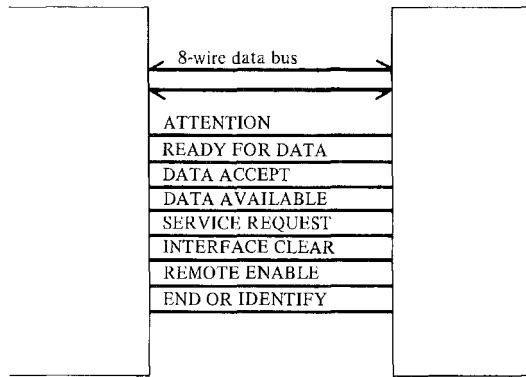 8-wire data bus
ATTENTION
READY FOR DATA
DATA ACCEPT
DATA AVAILABLE
SERVICE REQUEST
INTERFACE CLEAR
REMOTE ENABLE
END OR IDENTIFY